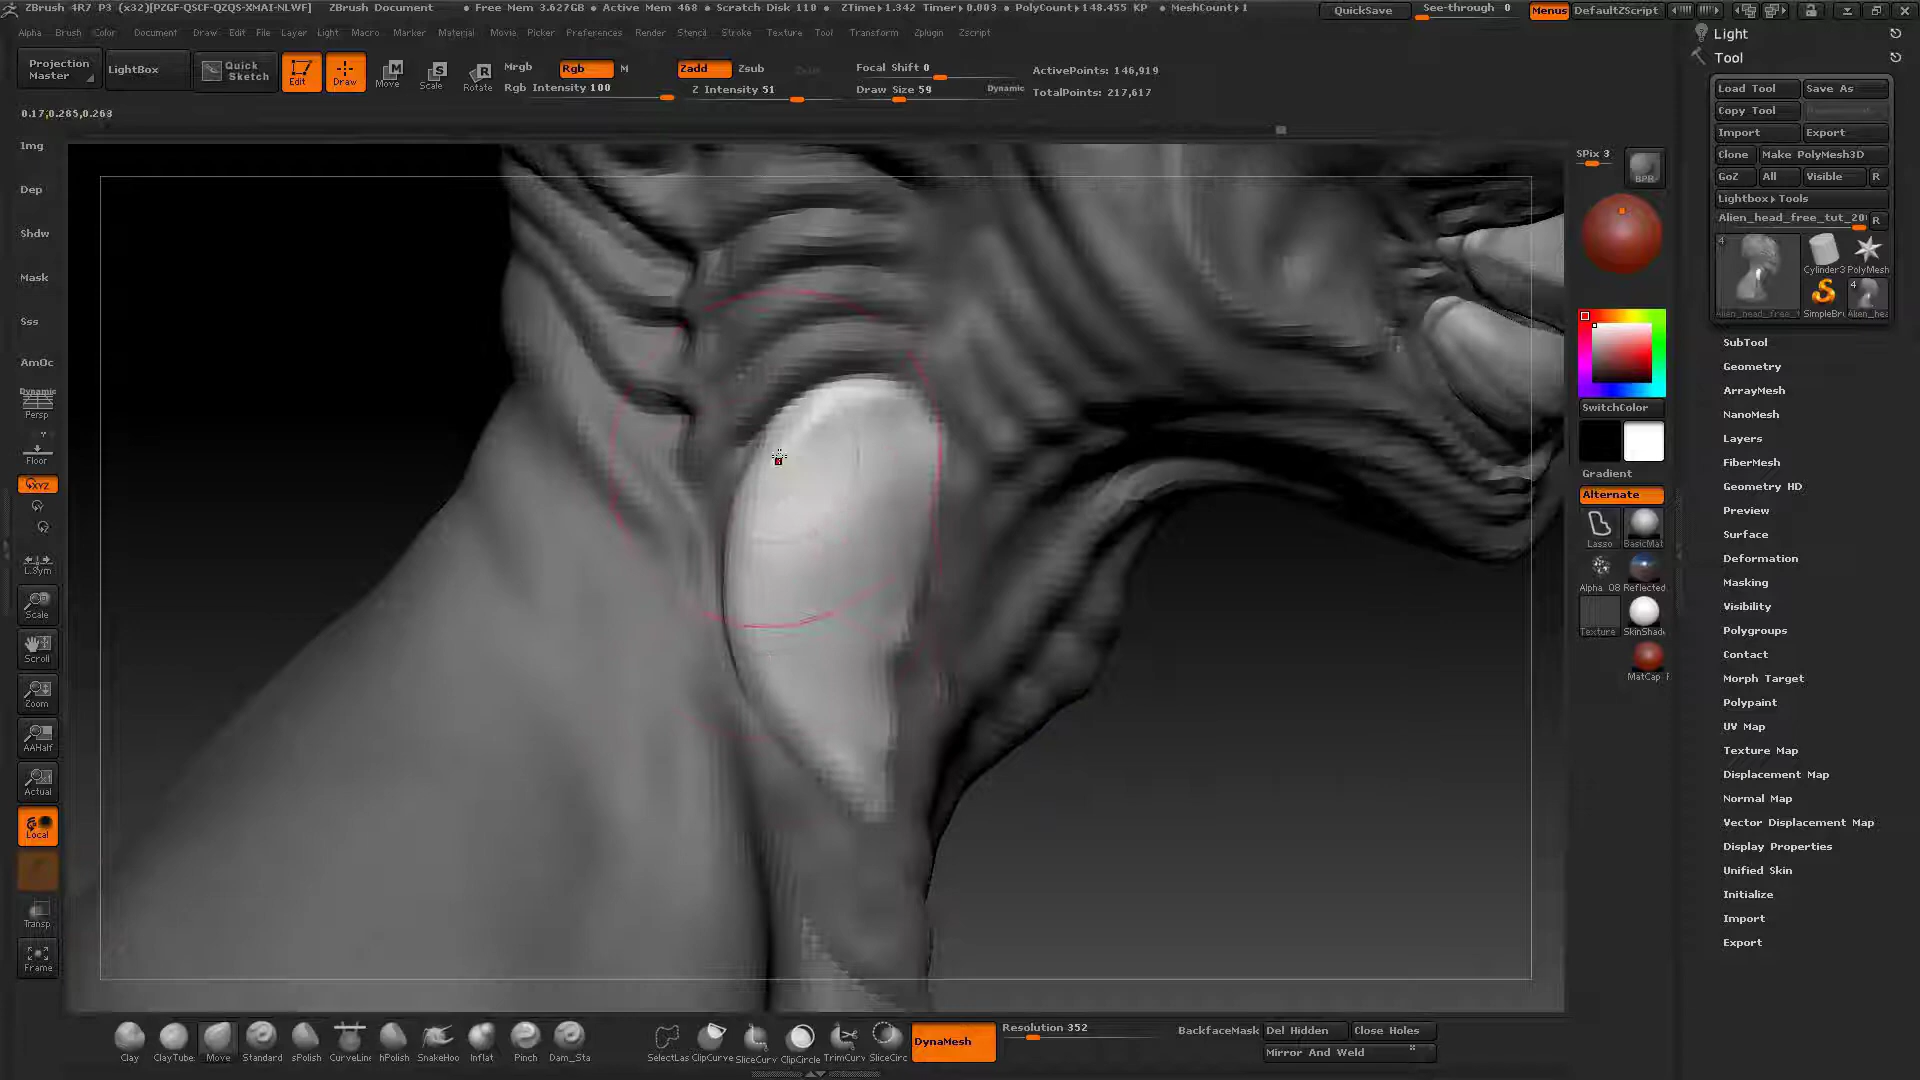 ZBrush 4R7 P3 (x32)[PZGF-QSCF-QZQS-XMAI-NLWF] ZBrush Document • Free Mem 3.627GB • Active Mem 468 • Scratch Disk 110 • ZTime▸1.342 Timer▸0.003 • PolyCount▸148.455 KP • MeshCount▸1 QuickSave See-through 0 Menus DefaultZScript
Alpha Brush Color Document Draw Edit File Layer Light Macro Marker Material Movie Picker Preferences Render Stencil Stroke Texture Tool Transform Zplugin Zscript
Projection Master
LightBox
Quick Sketch
Edit
Draw
Move
Scale
Rotate
Mrgb Rgb M
Rgb Intensity 100
Zadd Zsub
Z Intensity 51
Focal Shift 0
Draw Size 59
Dynamic
ActivePoints: 146,919
TotalPoints: 217,617
0.17,0.285,0.263
Img
Dep
Shdw
Mask
Sss
AmOc
Dynamic
Persp
Floor
XYZ
L.Sym
Scale
Scroll
Zoom
AAHalf
Actual
Local
Transp
Frame
SPix 3
BPR
SwitchColor
Gradient
Alternate
Lasso
BasicMat
Alpha 08
Reflected
Texture
SkinShad
MatCap
Light
Tool
Load Tool Save As
Copy Tool
Import Export
Clone Make PolyMesh3D
GoZ All Visible R
Lightbox▸Tools
Alien_head_free_tut_20 R
4
Cylinder3
PolyMesh
Alien_head_free_
SimpleBr
4
Alien_hea
SubTool
Geometry
ArrayMesh
NanoMesh
Layers
FiberMesh
Geometry HD
Preview
Surface
Deformation
Masking
Visibility
Polygroups
Contact
Morph Target
Polypaint
UV Map
Texture Map
Displacement Map
Normal Map
Vector Displacement Map
Display Properties
Unified Skin
Initialize
Import
Export
Clay
ClayTube
Move
Standard
sPolish
CurveLine
hPolish
SnakeHoo
Inflat
Pinch
Dam_Sta
SelectLas
ClipCurve
SliceCurv
ClipCircle
TrimCurv
SliceCirc
DynaMesh
Resolution 352
BackfaceMask
Del Hidden
Close Holes
Mirror And Weld